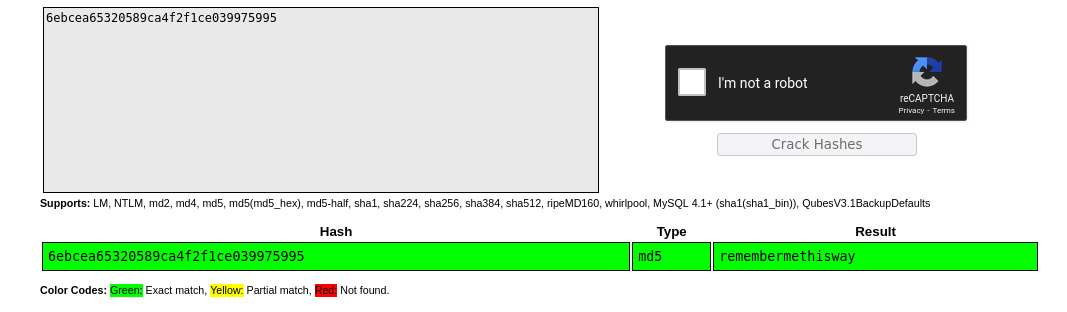 6ebcea65320589ca4f2f1ce039975995
I'm not a robot
reCAPTCHA
Privacy - Terms
Crack Hashes
Supports: LM, NTLM, md2, md4, md5, md5(md5_hex), md5-half, sha1, sha224, sha256, sha384, sha512, ripeMD160, whirlpool, MySQL 4.1+ (sha1(sha1_bin)), QubesV3.1BackupDefaults
Hash Type Result
6ebcea65320589ca4f2f1ce039975995 md5 remembermethisway
Color Codes: Green: Exact match, Yellow: Partial match, Red: Not found.